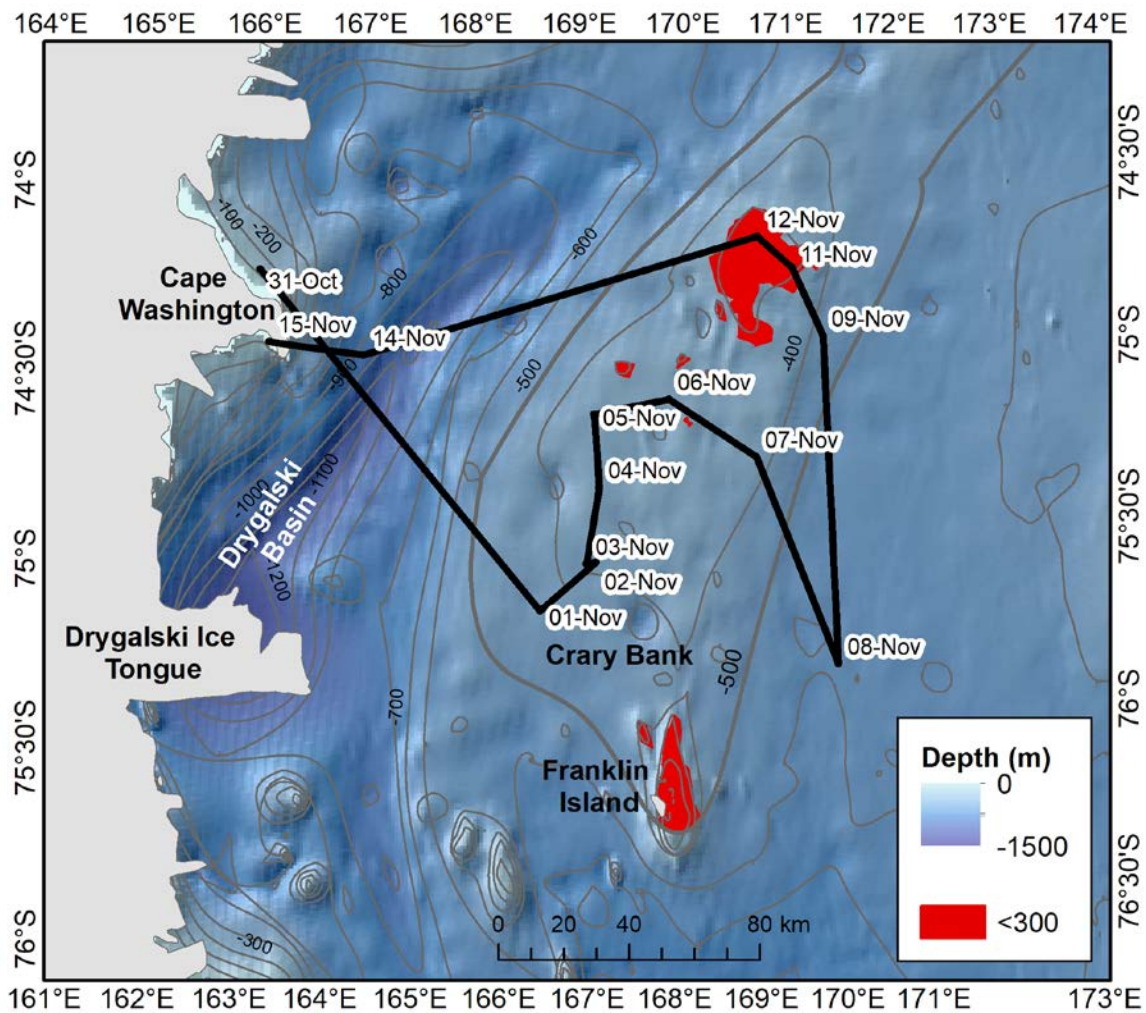 164°E 165°E 166°E 167°E 168°E 169°E 170°E 171°E 172°E 173°E 174°E
74°S
74°30'S
75°S
75°30'S
76°S
74°30'S
75°S
75°30'S
76°S
76°30'S
-100
-200
-600
-800
-500
-400
-900
-1000
-1100
-1200
-700
-500
-300
Cape
Washington
31-Oct
15-Nov
14-Nov
12-Nov
11-Nov
09-Nov
06-Nov
05-Nov
07-Nov
04-Nov
03-Nov
02-Nov
01-Nov
08-Nov
Drygalski
Basin
Drygalski Ice
Tongue
Crary Bank
Franklin
Island
Depth (m)
0
-1500
<300
0 20 40 80 km
161°E 162°E 163°E 164°E 165°E 166°E 167°E 168°E 169°E 170°E 171°E 173°E